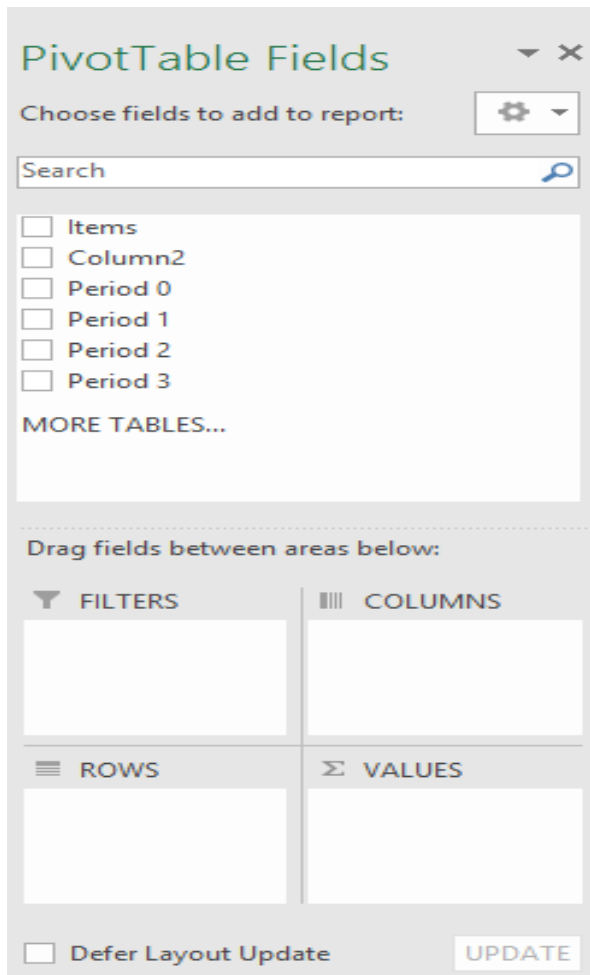 PivotTable Fields
Choose fields to add to report:
Search
Items
Column2
Period 0
Period 1
Period 2
Period 3
MORE TABLES...
Drag fields between areas below:
FILTERS
COLUMNS
ROWS
Σ VALUES
Defer Layout Update
UPDATE